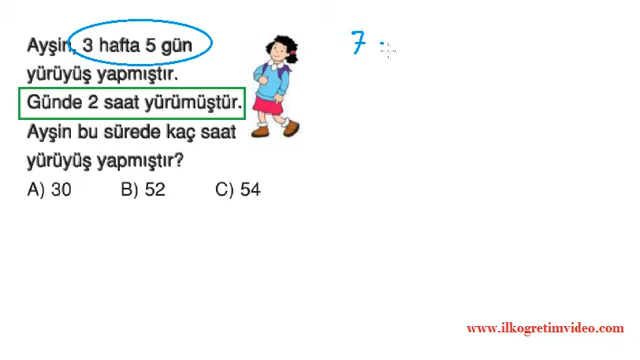 Ayşin, 3 hafta 5 gün
yürüyüş yapmıştır.
Günde 2 saat yürümüştür.
Ayşin bu sürede kaç saat
yürüyüş yapmıştır?
A) 30 B) 52 C) 54
7
www.ilkogretimvideo.com